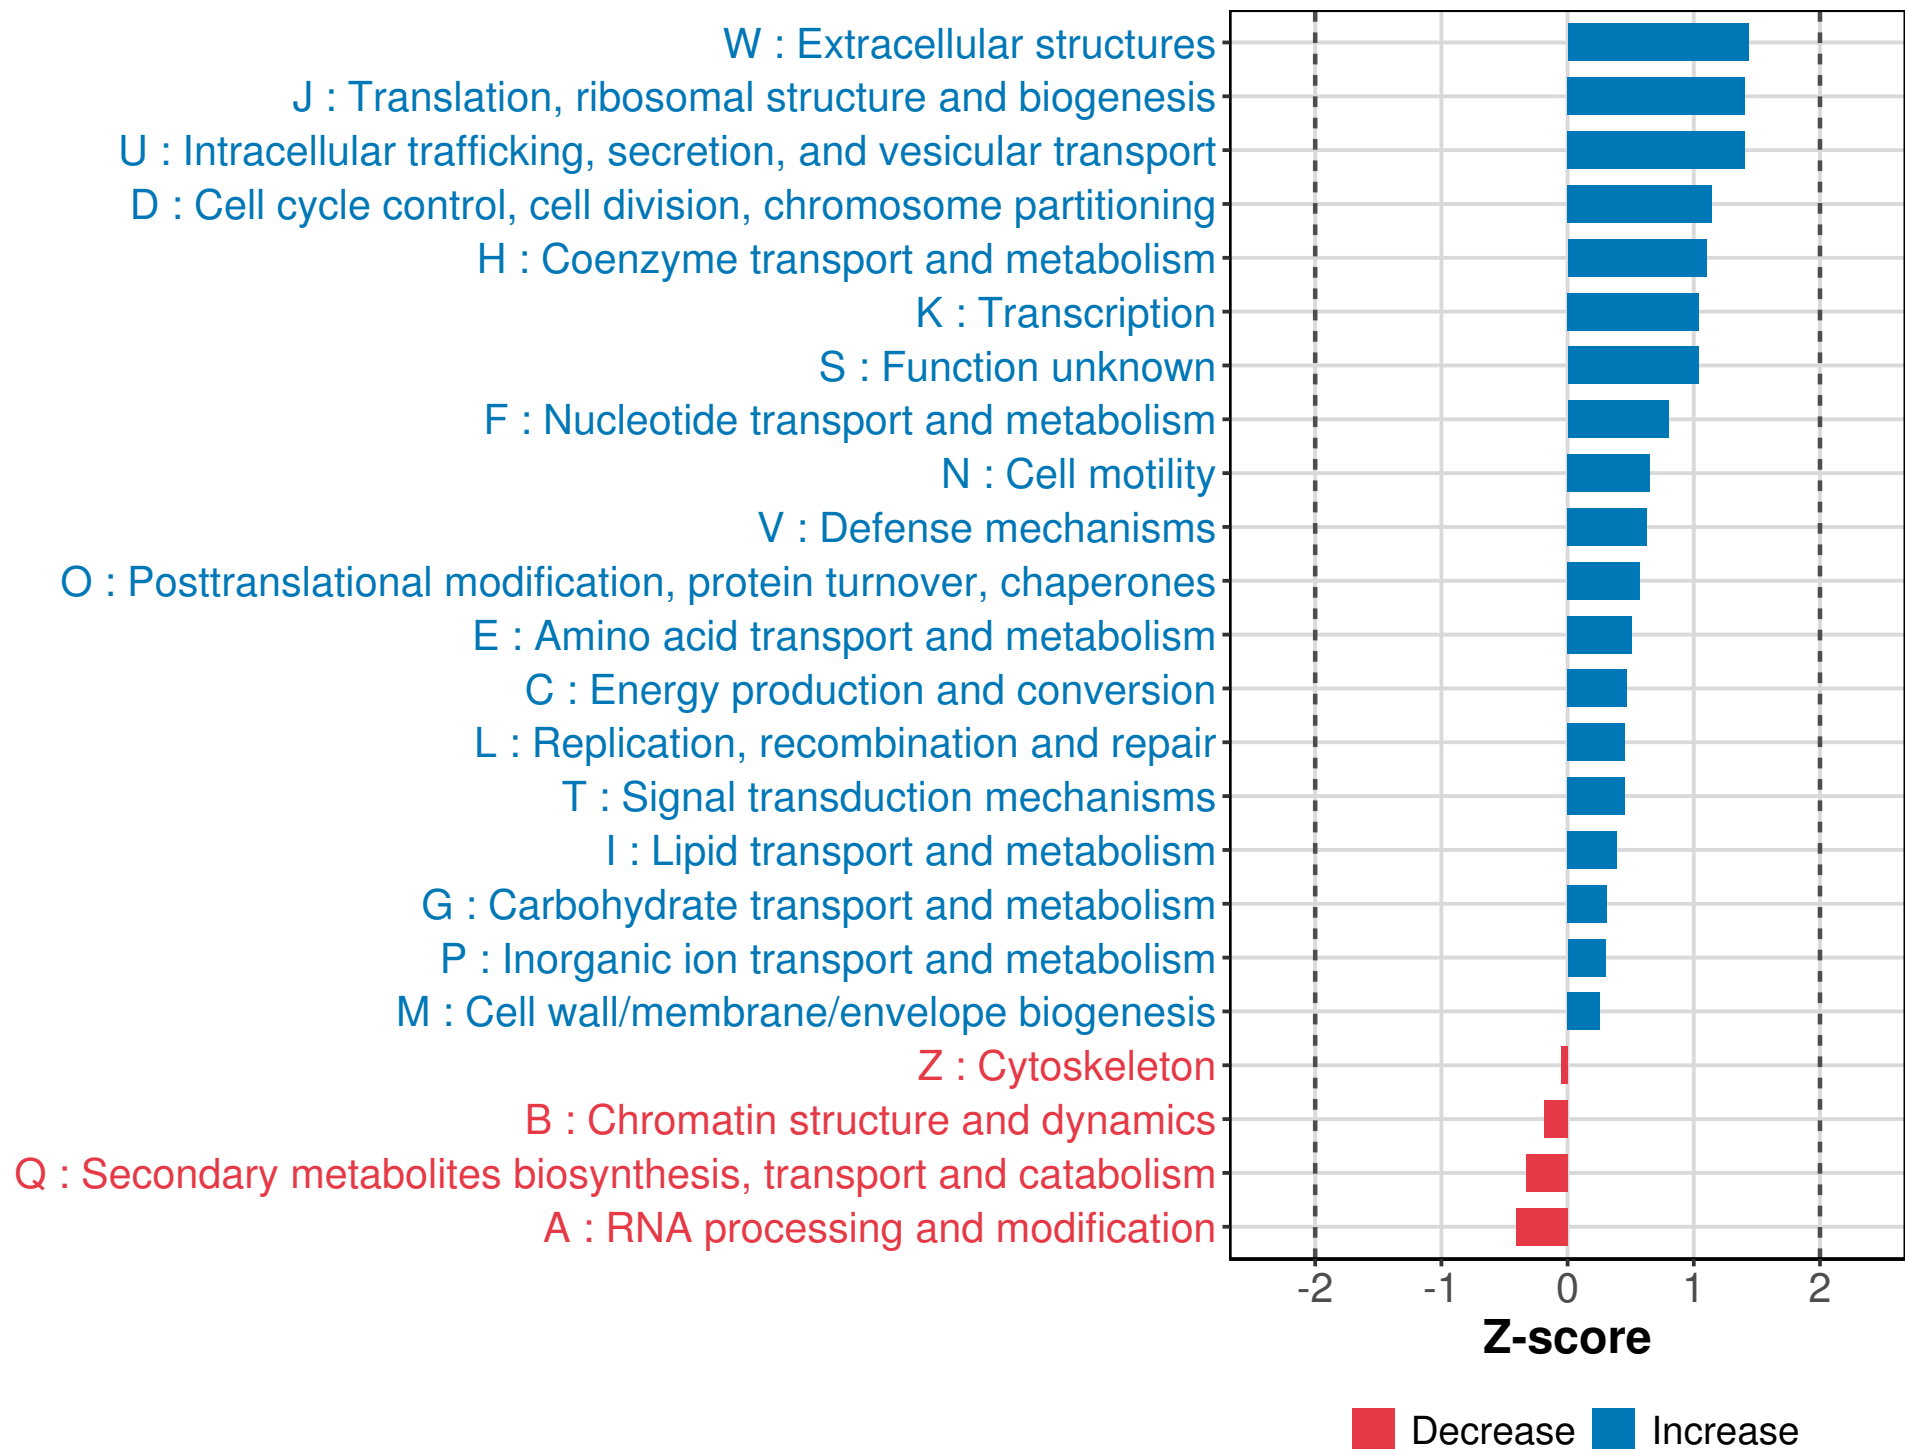 W : Extracellular structures
J : Translation, ribosomal structure and biogenesis
U : Intracellular trafficking, secretion, and vesicular transport
D : Cell cycle control, cell division, chromosome partitioning
H : Coenzyme transport and metabolism
K : Transcription
S : Function unknown
F : Nucleotide transport and metabolism
N : Cell motility
V : Defense mechanisms
O : Posttranslational modification, protein turnover, chaperones
E : Amino acid transport and metabolism
C : Energy production and conversion
L : Replication, recombination and repair
T : Signal transduction mechanisms
I : Lipid transport and metabolism
G : Carbohydrate transport and metabolism
P : Inorganic ion transport and metabolism
M : Cell wall/membrane/envelope biogenesis
Z : Cytoskeleton
B : Chromatin structure and dynamics
Q : Secondary metabolites biosynthesis, transport and catabolism
A : RNA processing and modification
-2 -1 0 1 2
Z-score
Decrease Increase